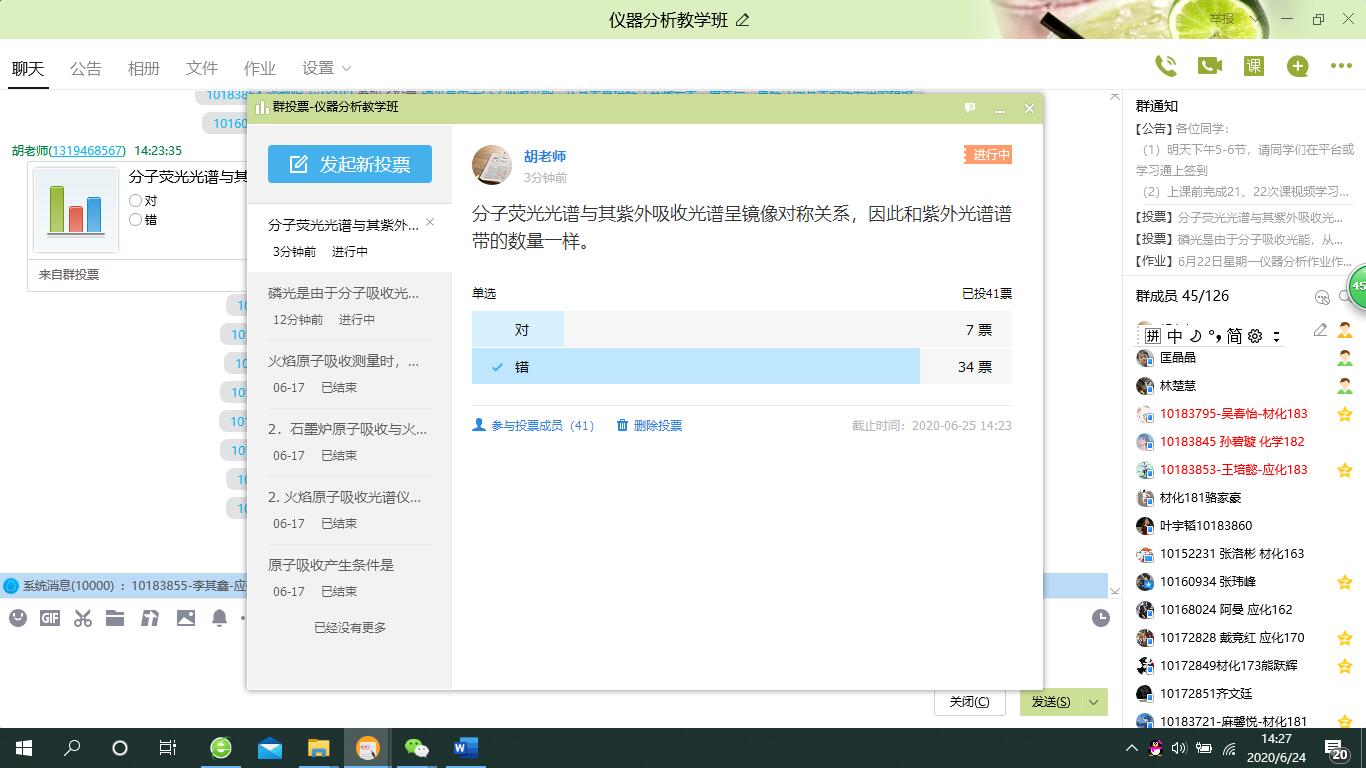 仪器分析教学班
举报
聊天 公告 相册 文件 作业 设置
课
胡老师(1319468567) 14:23:35
分子荧光光谱与其
对
错
来自群投票
系统消息(10000) : 10183855-李其鑫-应
GIF
群投票-仪器分析教学班
发起新投票
分子荧光光谱与其紫外...
3分钟前 进行中
磷光是由于分子吸收光...
12分钟前 进行中
火焰原子吸收测量时，...
06-17 已结束
2. 石墨炉原子吸收与火...
06-17 已结束
2. 火焰原子吸收光谱仪...
06-17 已结束
原子吸收产生条件是
06-17 已结束
已经没有更多
胡老师
3分钟前
进行中
分子荧光光谱与其紫外吸收光谱呈镜像对称关系，因此和紫外光谱谱
带的数量一样。
单选 已投41票
对 7 票
错 34 票
参与投票成员（41） 删除投票 截止时间：2020-06-25 14:23
关闭(C) 发送(S)
群通知
【公告】各位同学：
（1）明天下午5-6节，请同学们在平台或
学习通上签到
（2）上课前完成21、22次课视频学习...
【投票】分子荧光光谱与其紫外吸收光...
【投票】磷光是由于分子吸收光能，从...
【作业】6月22日星期一仪器分析作业作...
45
群成员 45/126
拼 中 简
匡晶晶
林楚慧
10183795-吴春怡-材化183
10183845 孙碧璇 化学182
10183853-王培懿-应化183
材化181骆家豪
叶宇韬10183860
10152231 张洛彬 材化163
10160934 张玮峰
10168024 阿曼 应化162
10172828 戴竞红 应化170
10172849材化173熊跃辉
10172851齐文廷
10183721-麻馨悦-材化181
14:27
2020/6/24
20